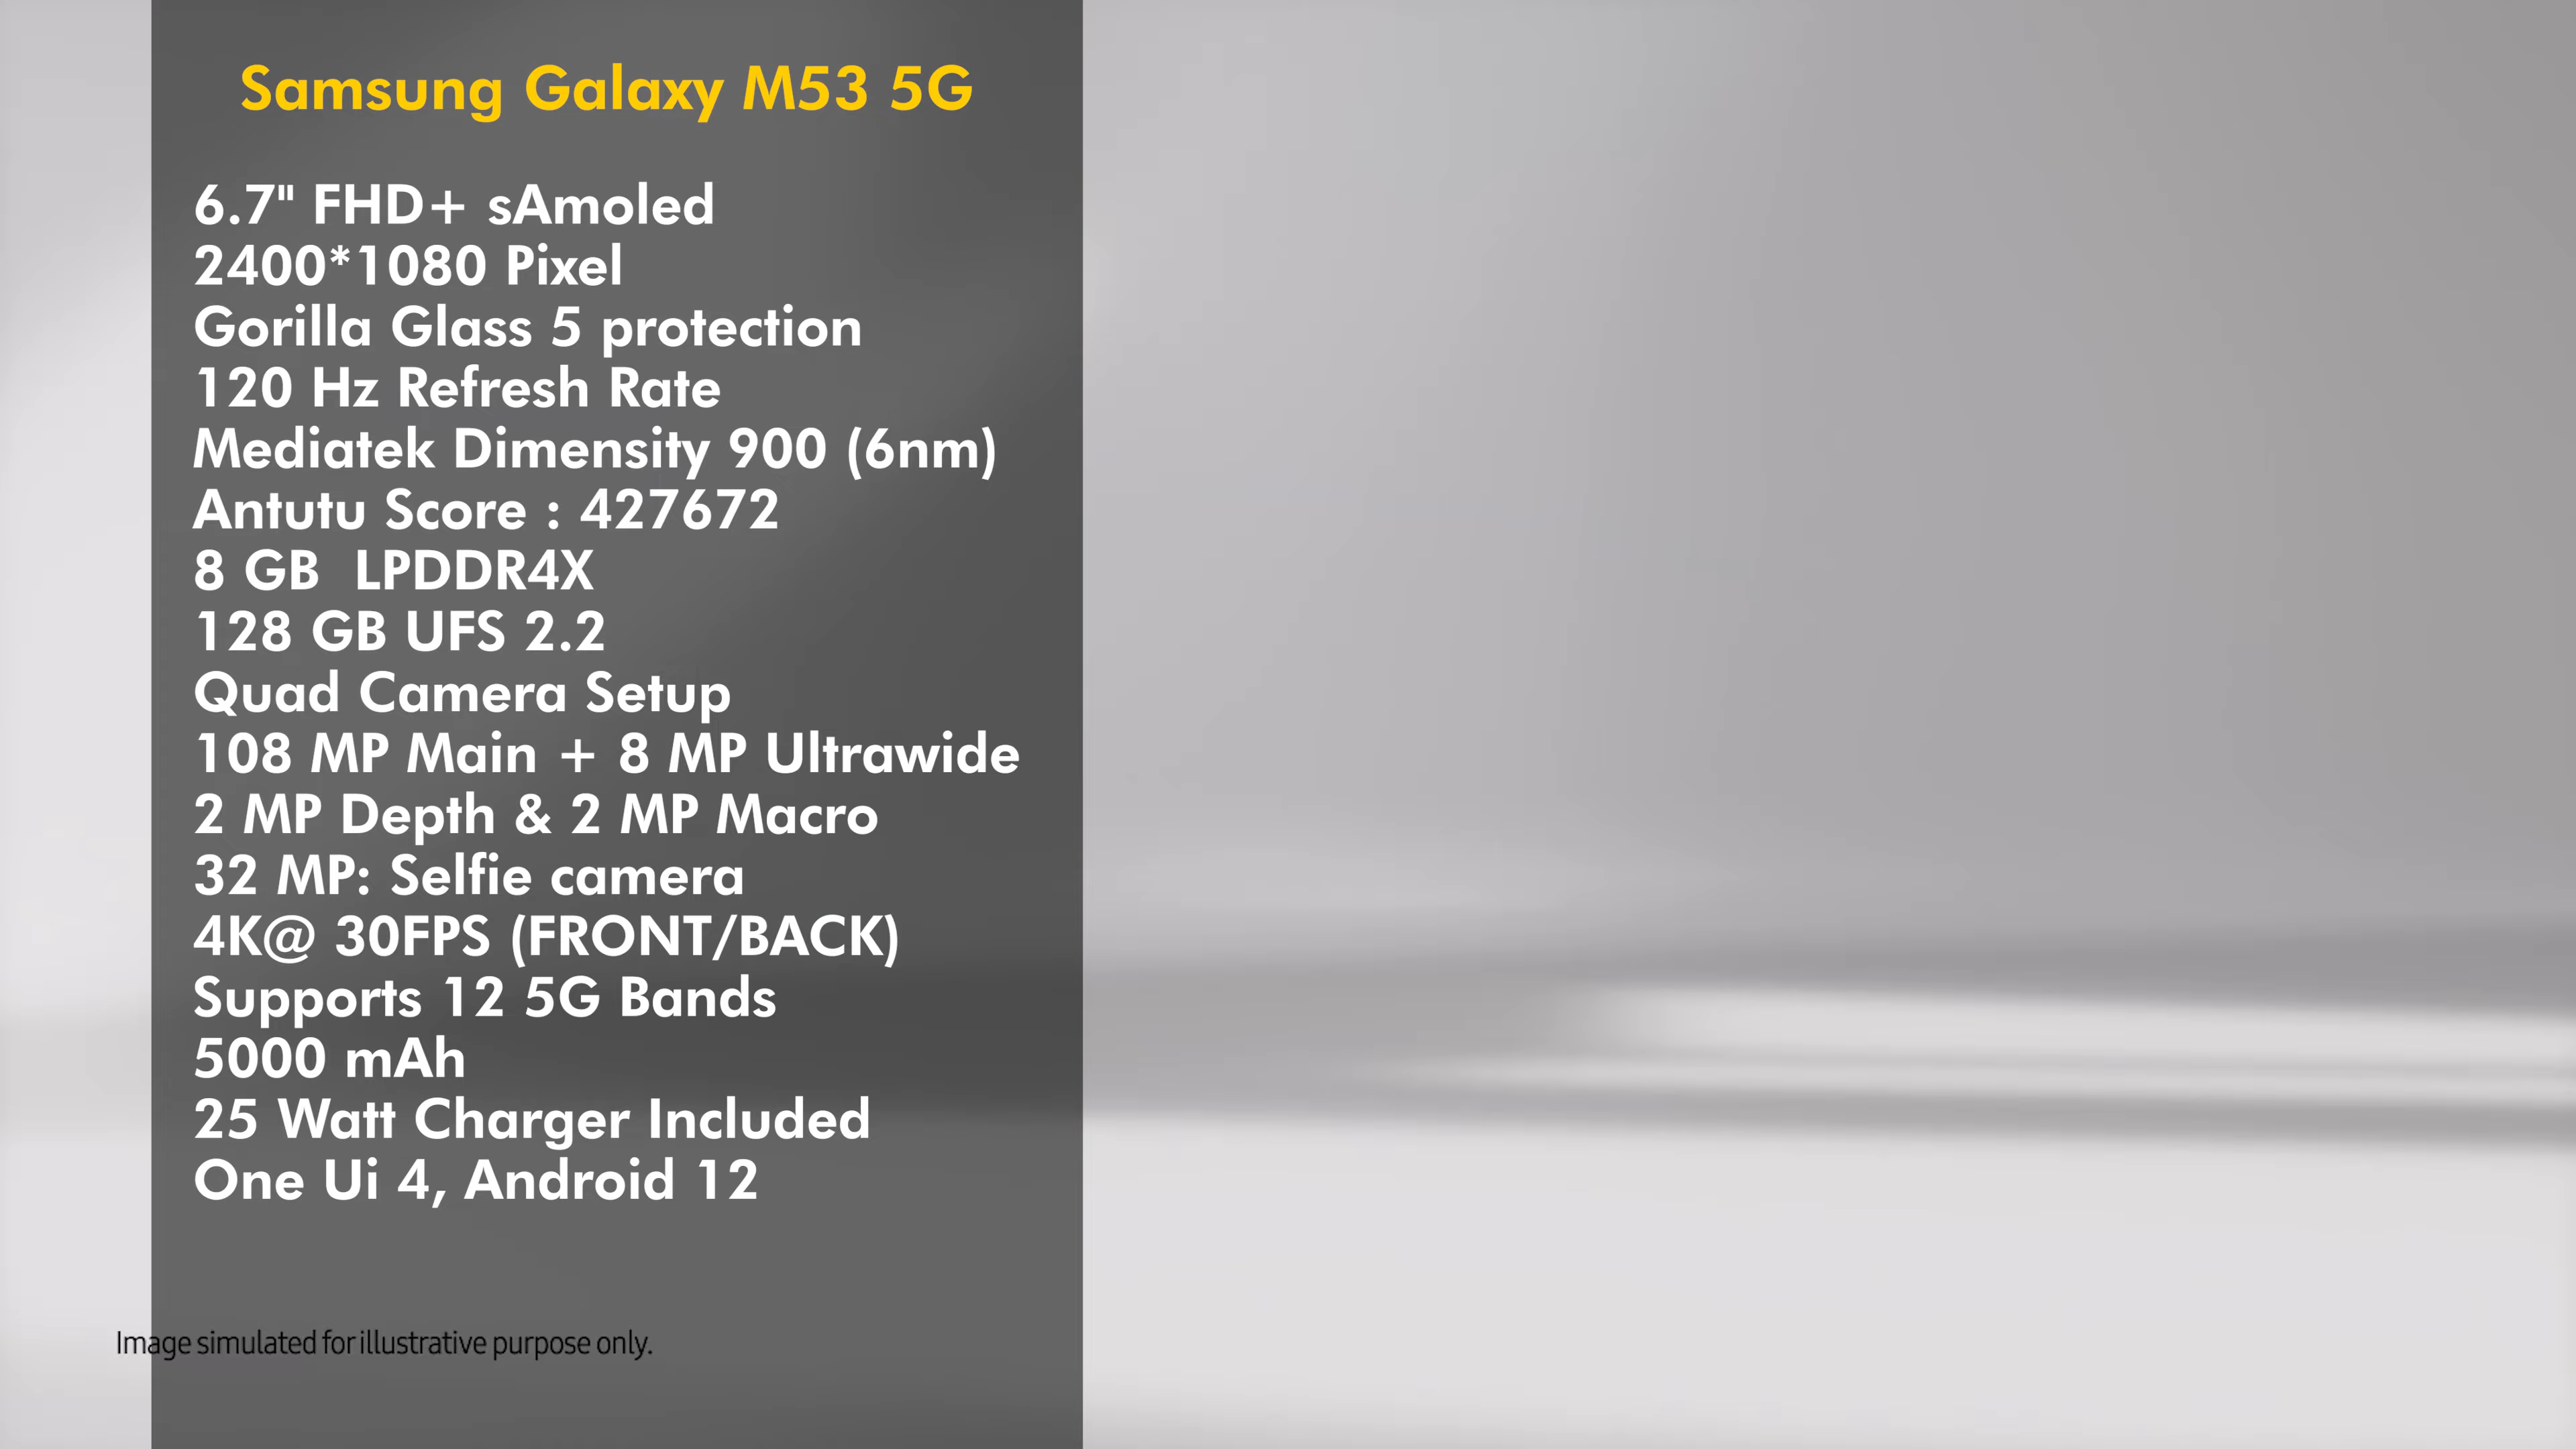 Samsung Galaxy M53 5G
6.7" FHD+ sAmoled
2400*1080 Pixel
Gorilla Glass 5 protection
120 Hz Refresh Rate
Mediatek Dimensity 900 (6nm)
Antutu Score : 427672
8 GB  LPDDR4X
128 GB UFS 2.2
Quad Camera Setup
108 MP Main + 8 MP Ultrawide
2 MP Depth & 2 MP Macro
32 MP: Selfie camera
4K@ 30FPS (FRONT/BACK)
Supports 12 5G Bands
5000 mAh
25 Watt Charger Included
One Ui 4, Android 12
Image simulated for illustrative purpose only.